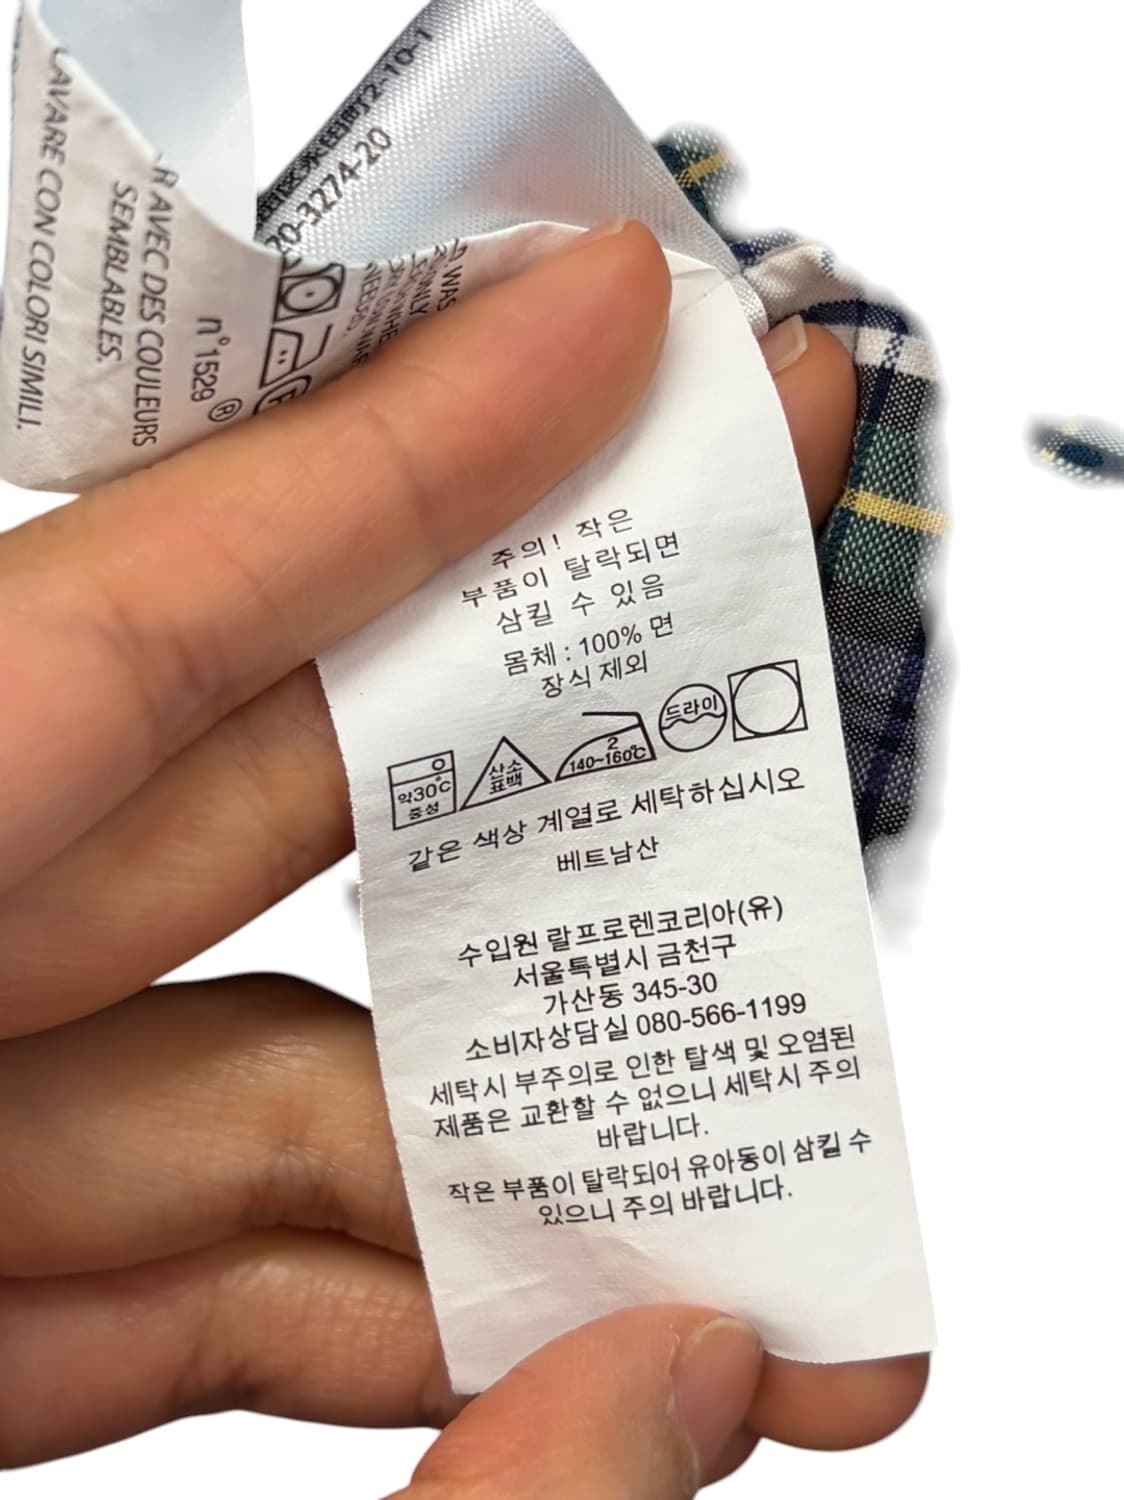 LAVARE CON COLORI SIMILI.
R AVEC DES COULEURS
SEMBLABLES.
n°1529
®
2-10-1
20-3274-20
주의! 작은
부품이 탈락되면
삼킬 수 있음
몸체 : 100% 면
장식 제외
약30℃
중성
산소
표백
2
140~160℃
드라이
같은 색상 계열로 세탁하십시오
베트남산
수입원 랄프로렌코리아(유)
서울특별시 금천구
가산동 345-30
소비자상담실 080-566-1199
세탁시 부주의로 인한 탈색 및 오염된
제품은 교환할 수 없으니 세탁시 주의
바랍니다.
작은 부품이 탈락되어 유아동이 삼킬 수
있으니 주의 바랍니다.